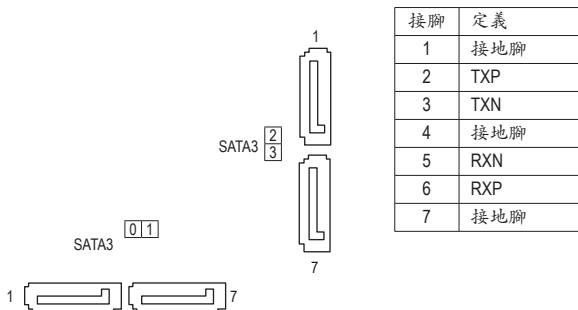 1
SATA3 2
3
7
SATA3 0 1
1 7
接腳 定義
1 接地腳
2 TXP
3 TXN
4 接地腳
5 RXN
6 RXP
7 接地腳